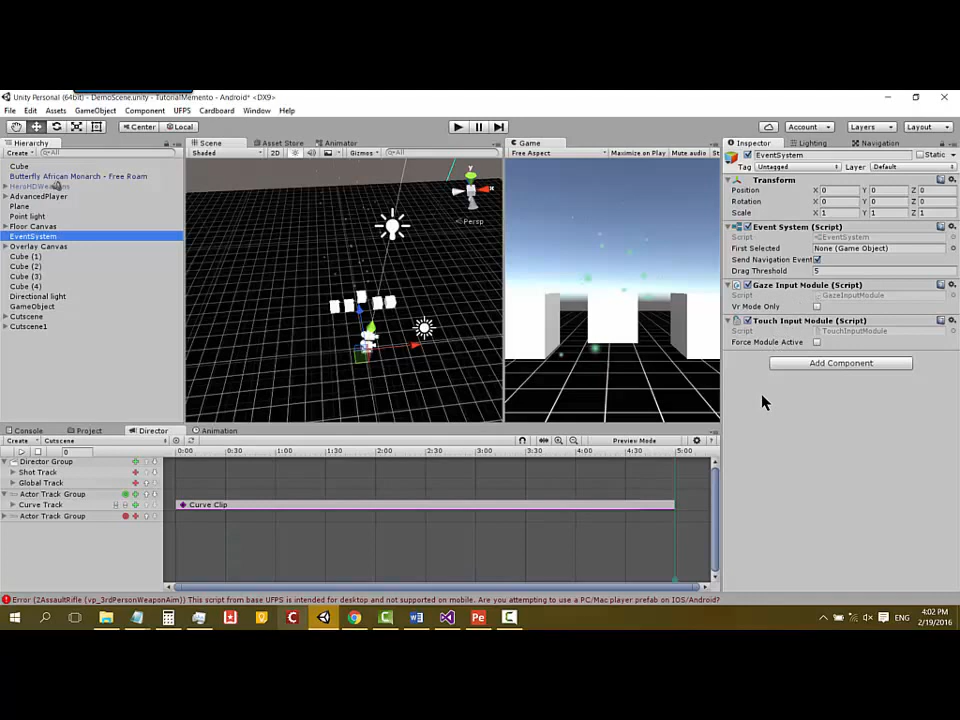 Unity Personal (64bit) - DemoScene.unity - TutorialMemento - Android* <DX9>
File Edit Assets GameObject Component UFPS Cardboard Window Help
Center Local Account Layers Layout
Hierarchy
Create All
Cube
Butterfly African Monarch - Free Roam
AdvancedPlayer
Plane
Point light
Floor Canvas
EventSystem
Overlay Canvas
Cube (1)
Cube (2)
Cube (3)
Cube (4)
Directional light
GameObject
Cutscene
Cutscene1
Scene Asset Store Animator
Shaded 2D Gizmos All
y
x
Persp
Game
Free Aspect Maximize on Play Mute audio St
Inspector Lighting Navigation
EventSystem Static
Tag Untagged Layer Default
Transform
Position X 0 Y 0 Z 0
Rotation X 0 Y 0 Z 0
Scale X 1 Y 1 Z 1
Event System (Script)
Script EventSystem
First Selected None (Game Object)
Send Navigation Event
Drag Threshold 5
Gaze Input Module (Script)
Script GazeInputModule
Vr Mode Only
Touch Input Module (Script)
Script TouchInputModule
Force Module Active
Add Component
Console Project Director Animation
Create Cutscene Preview Mode ?
0 0:00 0:30 1:00 1:30 2:00 2:30 3:00 3:30 4:00 4:30 5:00
Director Group
Shot Track
Global Track
Actor Track Group
Curve Track Curve Clip
Actor Track Group
Error (2AssaultRifle (vp_3rdPersonWeaponAim)) This script from base UFPS is intended for desktop and not supported on mobile. Are you attempting to use a PC/Mac player prefab on IOS/Android?
ENG
4:02 PM
2/19/2016